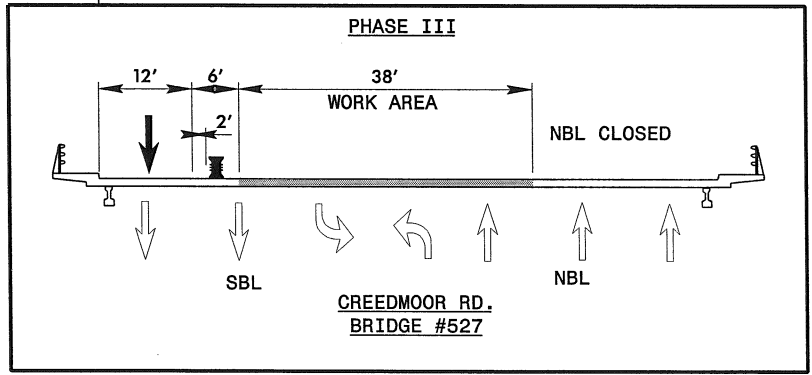 PHASE III
12' 6' 38'
WORK AREA
2'
NBL CLOSED
SBL NBL
CREEDMOOR RD.
BRIDGE #527